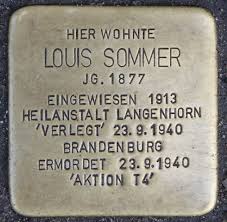 HIER WOHNTE
LOUIS SOMMER
JG. 1877
EINGEWIESEN 1913
HEILANSTALT LANGENHORN
'VERLEGT' 23.9.1940
BRANDENBURG
ERMORDET 23.9.1940
'AKTION T4'